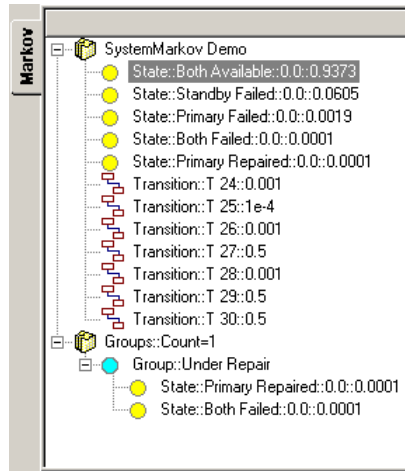 Markov
SystemMarkov Demo
State::Both Available::0.0::0.9373
State::Standby Failed::0.0::0.0605
State::Primary Failed::0.0::0.0019
State::Both Failed::0.0::0.0001
State::Primary Repaired::0.0::0.0001
Transition::T 24::0.001
Transition::T 25::1e-4
Transition::T 26::0.001
Transition::T 27::0.5
Transition::T 28::0.001
Transition::T 29::0.5
Transition::T 30::0.5
Groups::Count=1
Group::Under Repair
State::Primary Repaired::0.0::0.0001
State::Both Failed::0.0::0.0001